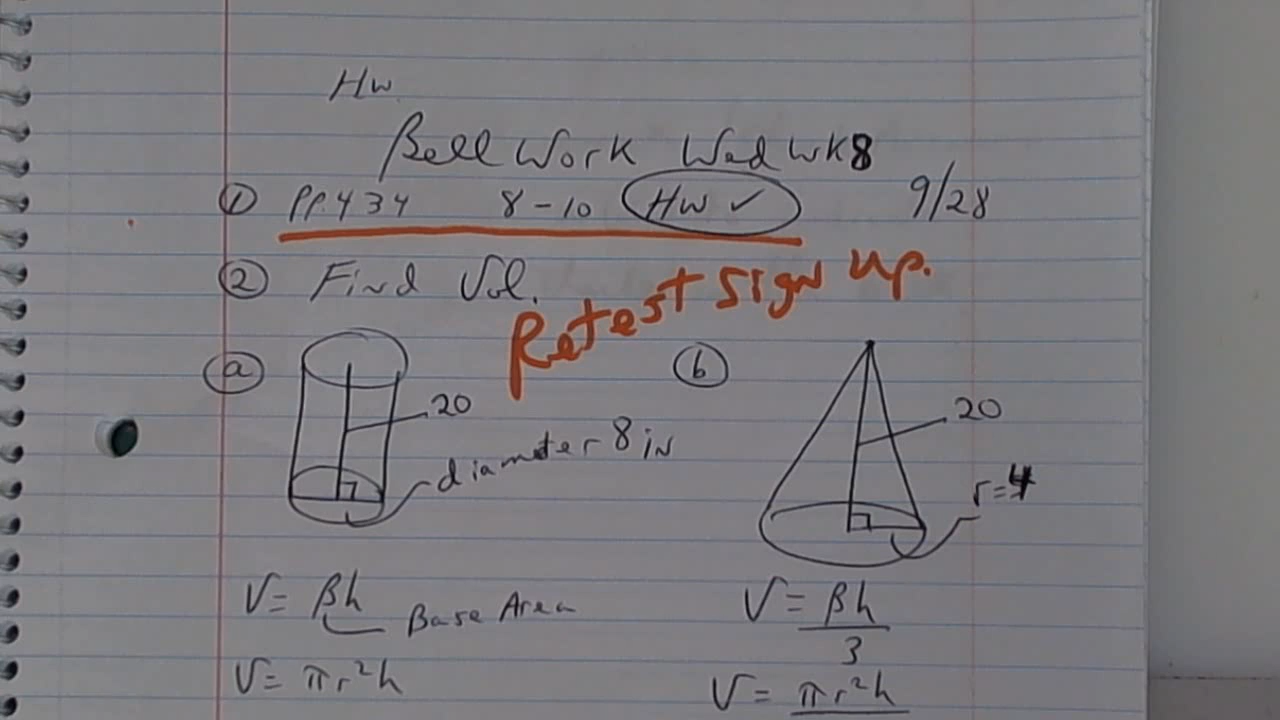 Hw
Bell Work Wed wk8
① PP.434 8-10 HW ✓ 9/28
② Find Vol.
Retest Sign up.
ⓐ 20 diameter 8 in
ⓑ 20 r=4
V = Bh Base Area
V = Bh/3
V = πr²h
V = πr²h